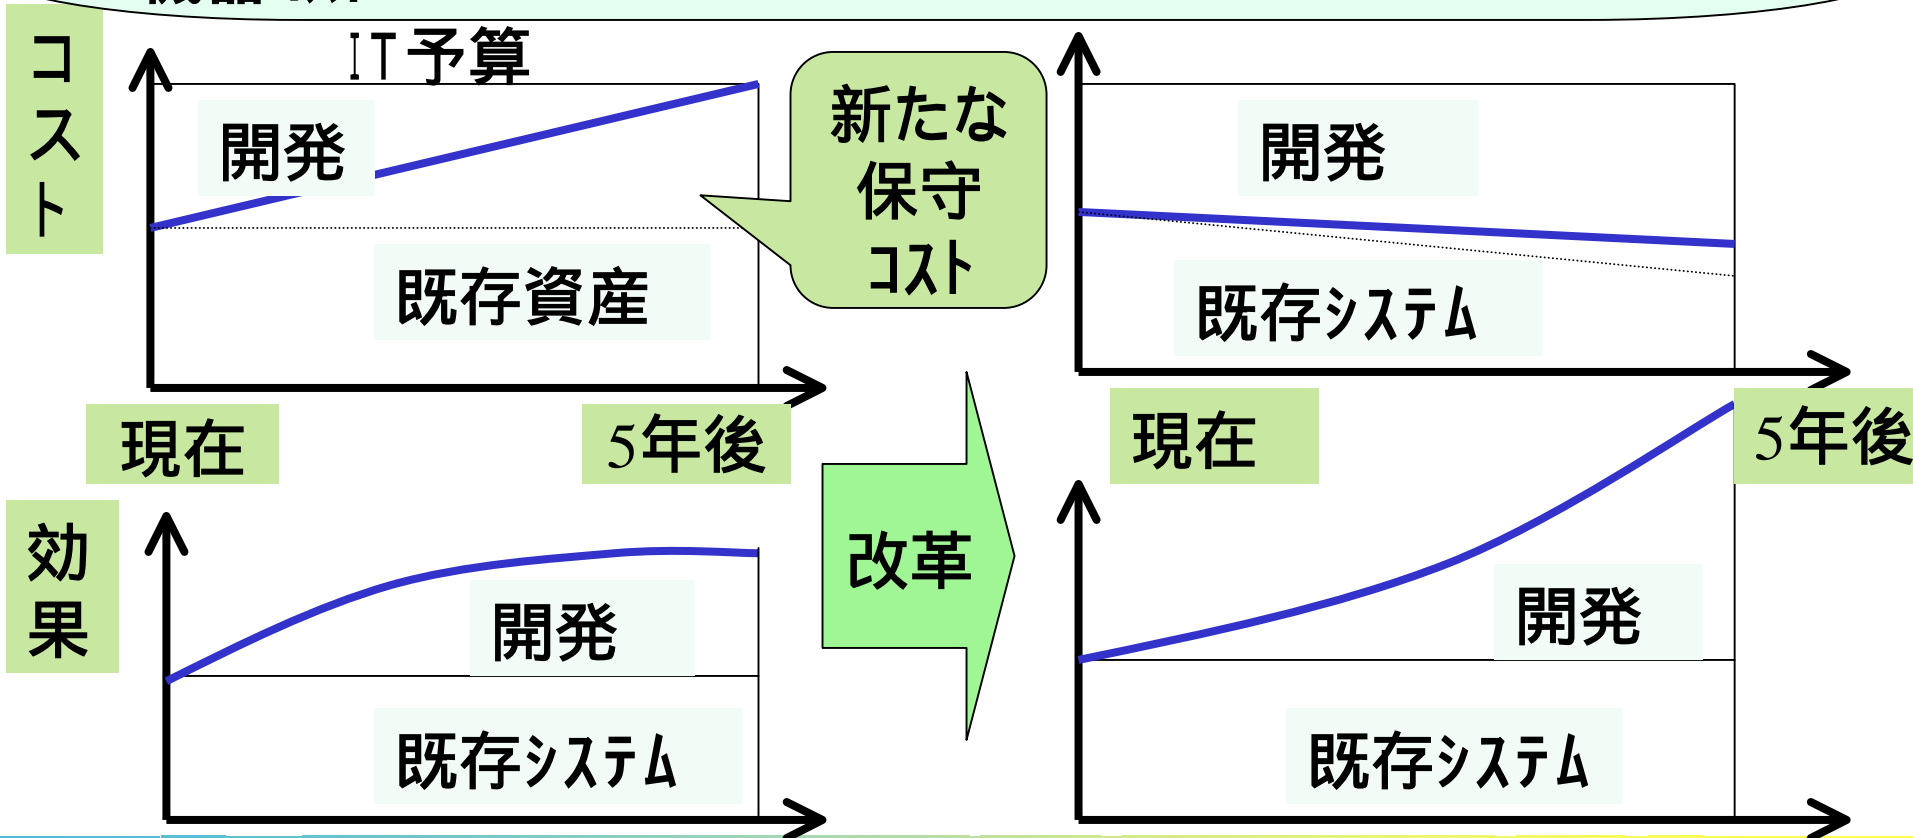 コスト
IT予算
開発
新たな
保守
ｺｽﾄ
既存資産
開発
既存ｼｽﾃﾑ
現在
5年後
現在
5年後
効果
開発
既存ｼｽﾃﾑ
改革
開発
既存ｼｽﾃﾑ